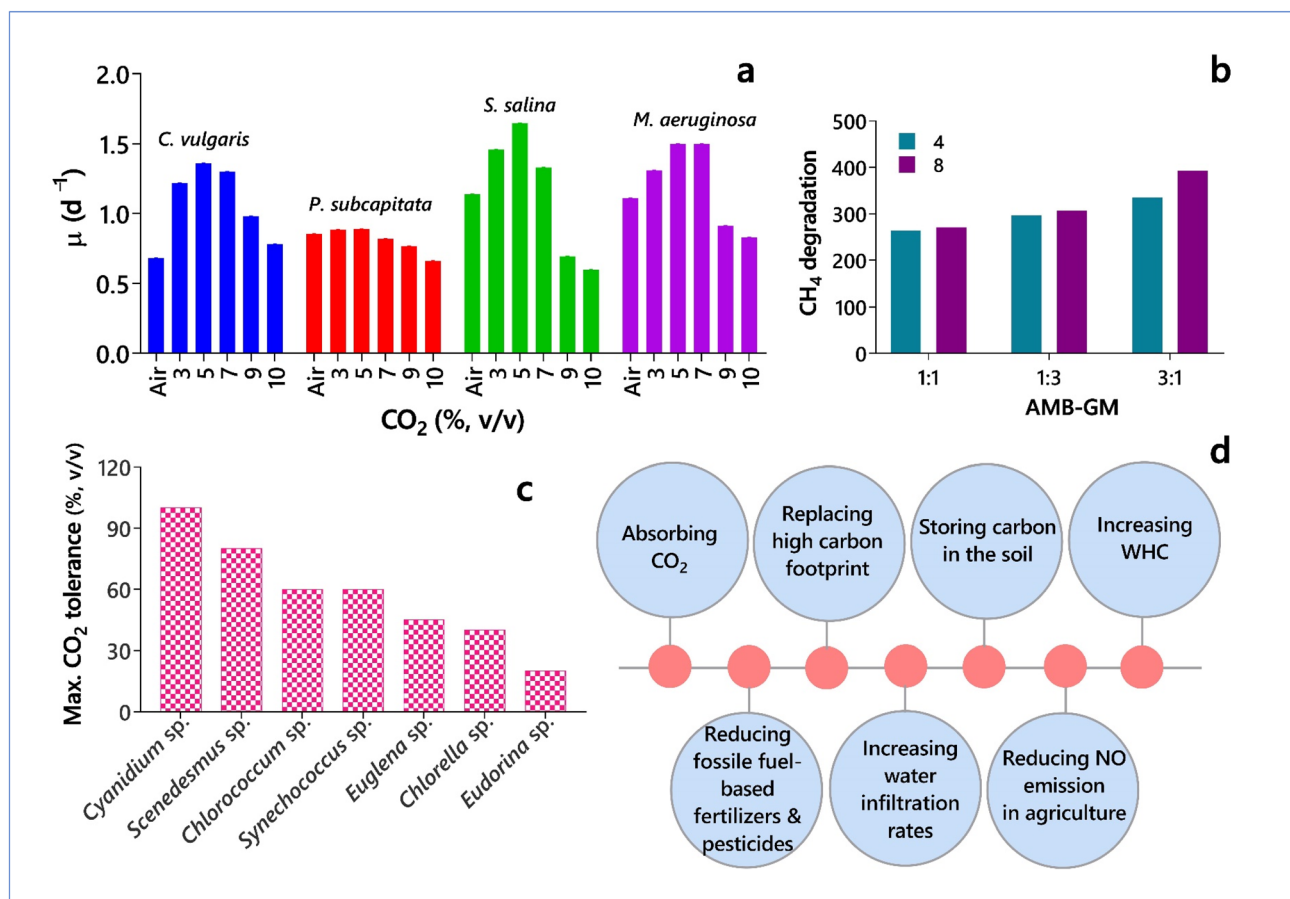 a
2.0
1.5
1.0
0.5
0.0
μ (d ⁻¹)
C. vulgaris
P. subcapitata
S. salina
M. aeruginosa
Air 3 5 7 9 10 Air 3 5 7 9 10 Air 3 5 7 9 10 Air 3 5 7 9 10
CO₂ (%, v/v)
b
500
400
300
200
100
0
CH₄ degradation
4
8
1:1 1:3 3:1
AMB-GM
c
120
90
60
30
0
Max. CO₂ tolerance (%, v/v)
Cyanidium sp.
Scenedesmus sp.
Chlorococcum sp.
Synechococcus sp.
Euglena sp.
Chlorella sp.
Eudorina sp.
d
Absorbing
CO₂
Replacing
high carbon
footprint
Storing carbon
in the soil
Increasing
WHC
Reducing
fossile fuel-
based
fertilizers &
pesticides
Increasing
water
infiltration
rates
Reducing NO
emission
in agriculture